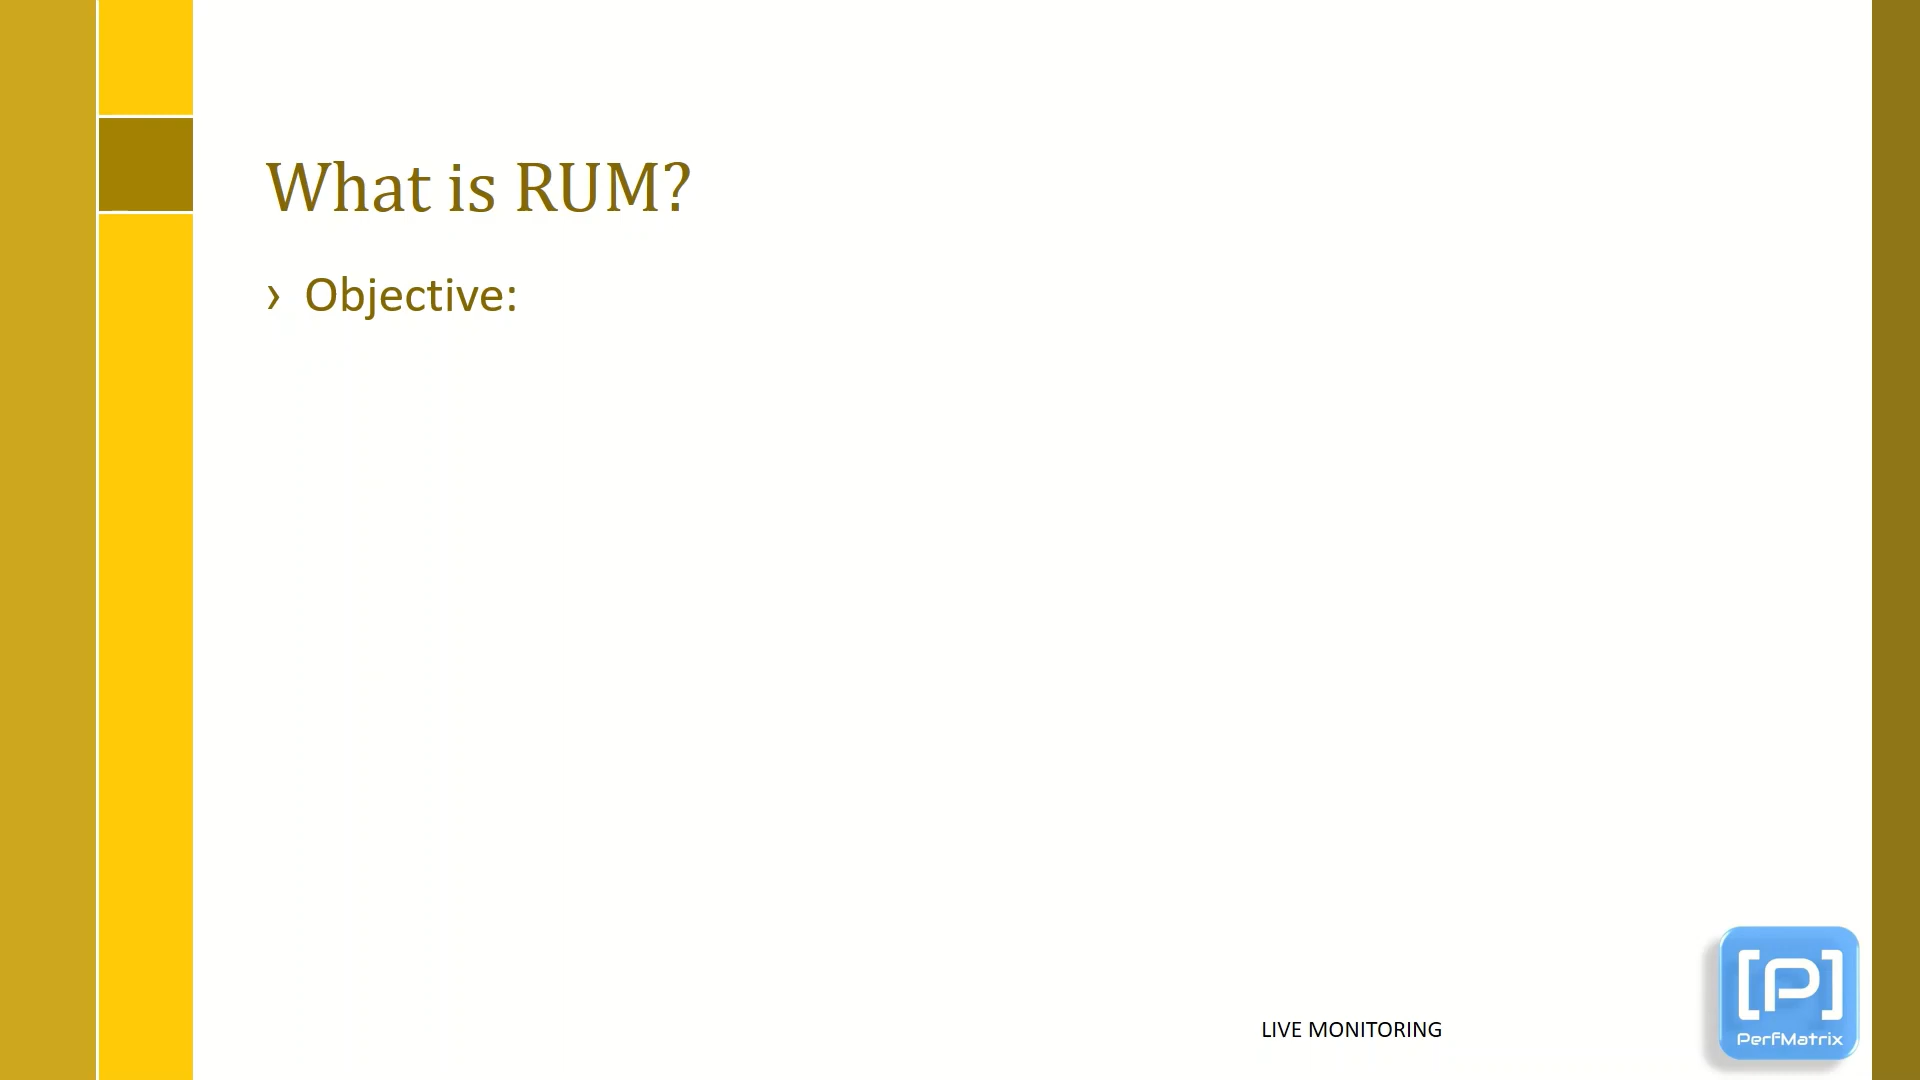 What is RUM?
› Objective:
LIVE MONITORING
[P]
PerfMatrix